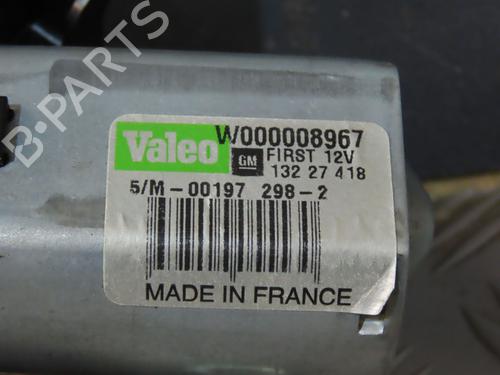 B-PARTS
Valeo W000008967
GM FIRST 12V
132 27 418
5/M-00197 298-2
MADE IN FRANCE